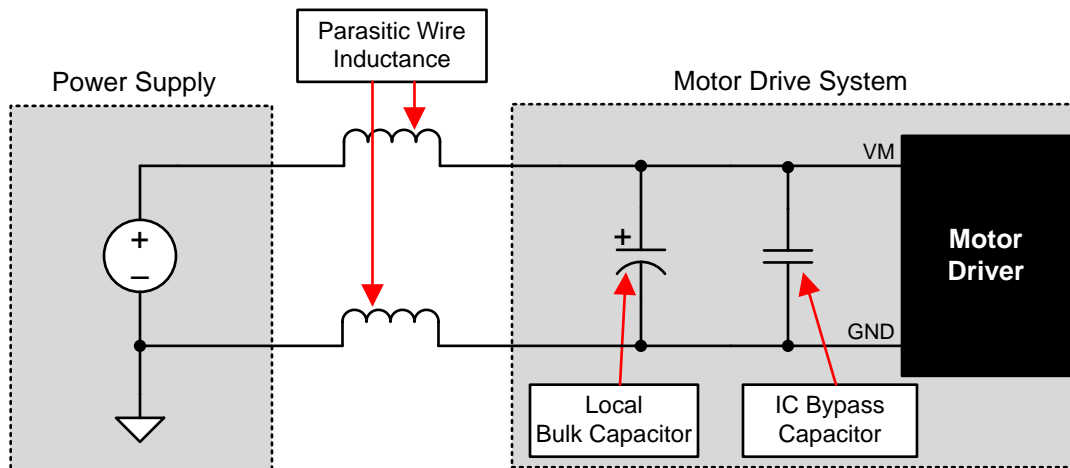 Parasitic Wire
Inductance
Power Supply
Motor Drive System
VM
+
+
–
Motor
Driver
GND
Local
Bulk Capacitor
IC Bypass
Capacitor